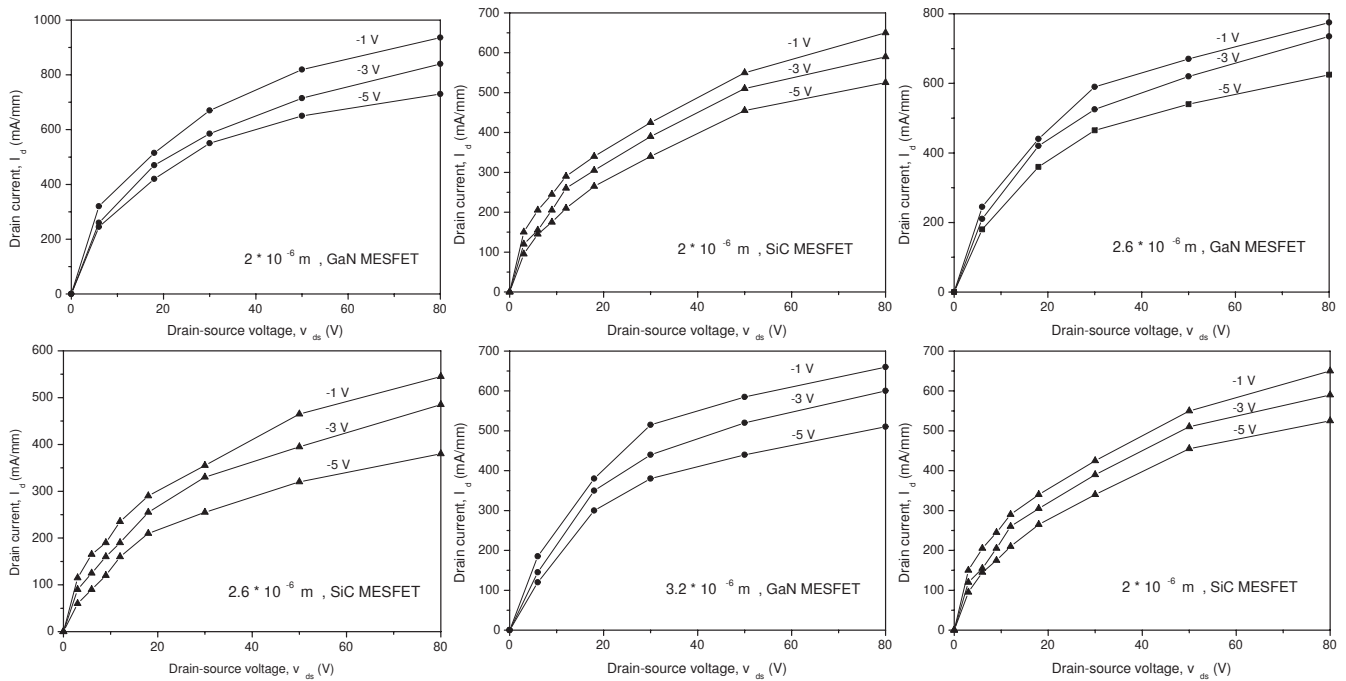 1000
800
600
400
200
0
0 20 40 60 80
Drain current, I d (mA/mm)
Drain-source voltage, v ds (V)
-1 V
-3 V
-5 V
2 * 10 -6 m , GaN MESFET
700
600
500
400
300
200
100
0
0 20 40 60 80
Drain current, I d (mA/mm)
Drain-source voltage, v ds (V)
-1 V
-3 V
-5 V
2 * 10 -6 m , SiC MESFET
800
600
400
200
0
0 20 40 60 80
Drain current, I d (mA/mm)
Drain-source voltage, v ds (V)
-1 V
-3 V
-5 V
2.6 * 10 -6 m , GaN MESFET
600
500
400
300
200
100
0
0 20 40 60 80
Drain current, I d (mA/mm)
Drain-source voltage, v ds (V)
-1 V
-3 V
-5 V
2.6 * 10 -6 m , SiC MESFET
700
600
500
400
300
200
100
0
0 20 40 60 80
Drain current, I d (mA/mm)
Drain-source voltage, v ds (V)
-1 V
-3 V
-5 V
3.2 * 10 -6 m , GaN MESFET
700
600
500
400
300
200
100
0
0 20 40 60 80
Drain current, I d (mA/mm)
Drain-source voltage, v ds (V)
-1 V
-3 V
-5 V
2 * 10 -6 m , SiC MESFET